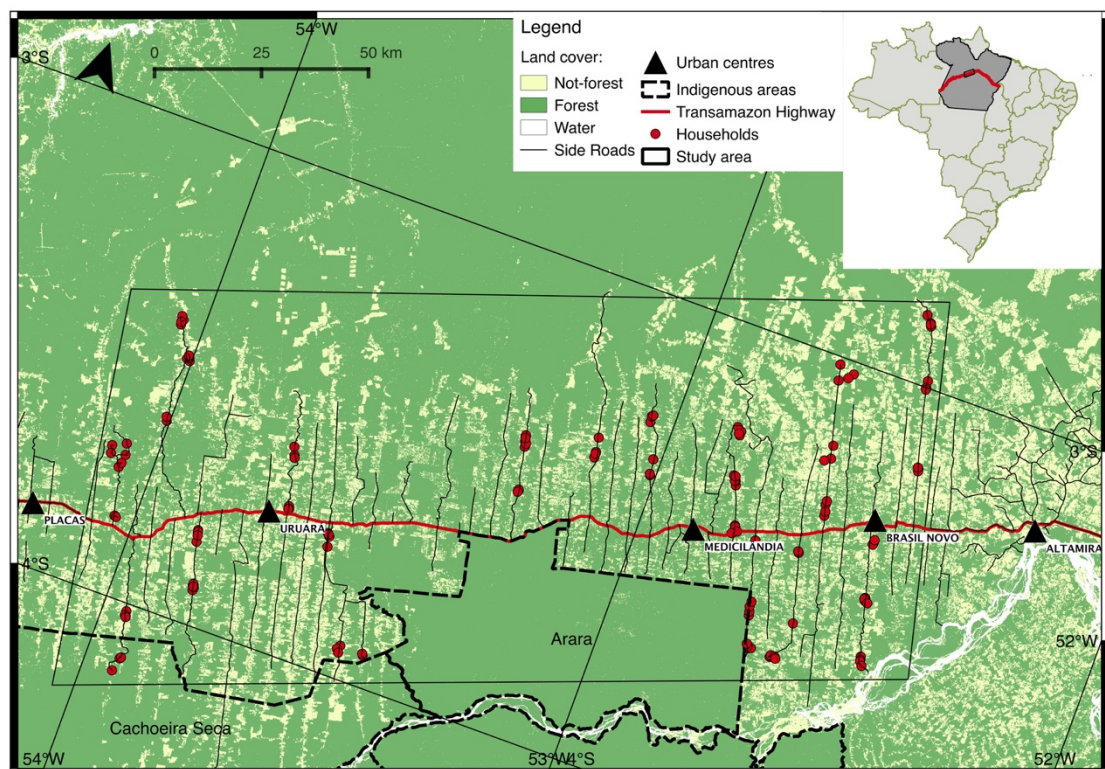 54°W
3°S
0 25 50 km
Legend
Land cover:
Not-forest
Forest
Water
Side Roads
Urban centres
Indigenous areas
Transamazon Highway
Households
Study area
3°S
PLACAS
URUARA
MEDICILANDIA
BRASIL NOVO
ALTAMIRA
4°S
Arara
52°W
Cachoeira Seca
54°W
53°W
4°S
52°W